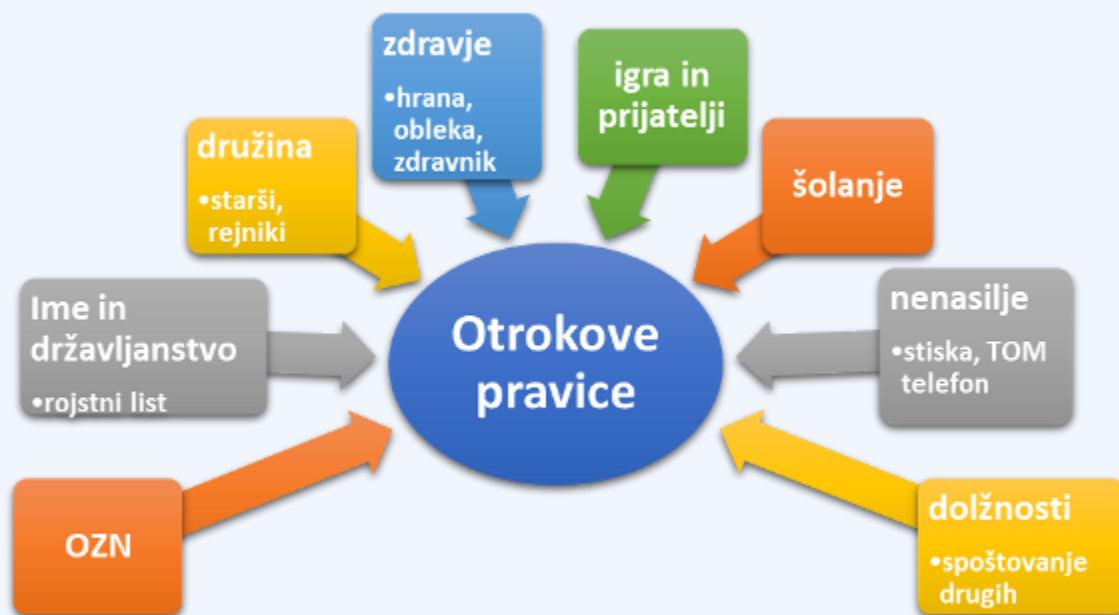 zdravje
•hrana,
obleka,
zdravnik
igra in
prijatelji
družina
•starši,
rejniki
šolanje
Ime in
državljanstvo
•rojstni list
nenasilje
•stiska, TOM
telefon
Otrokove
pravice
OZN
dolžnosti
•spoštovanje
drugih